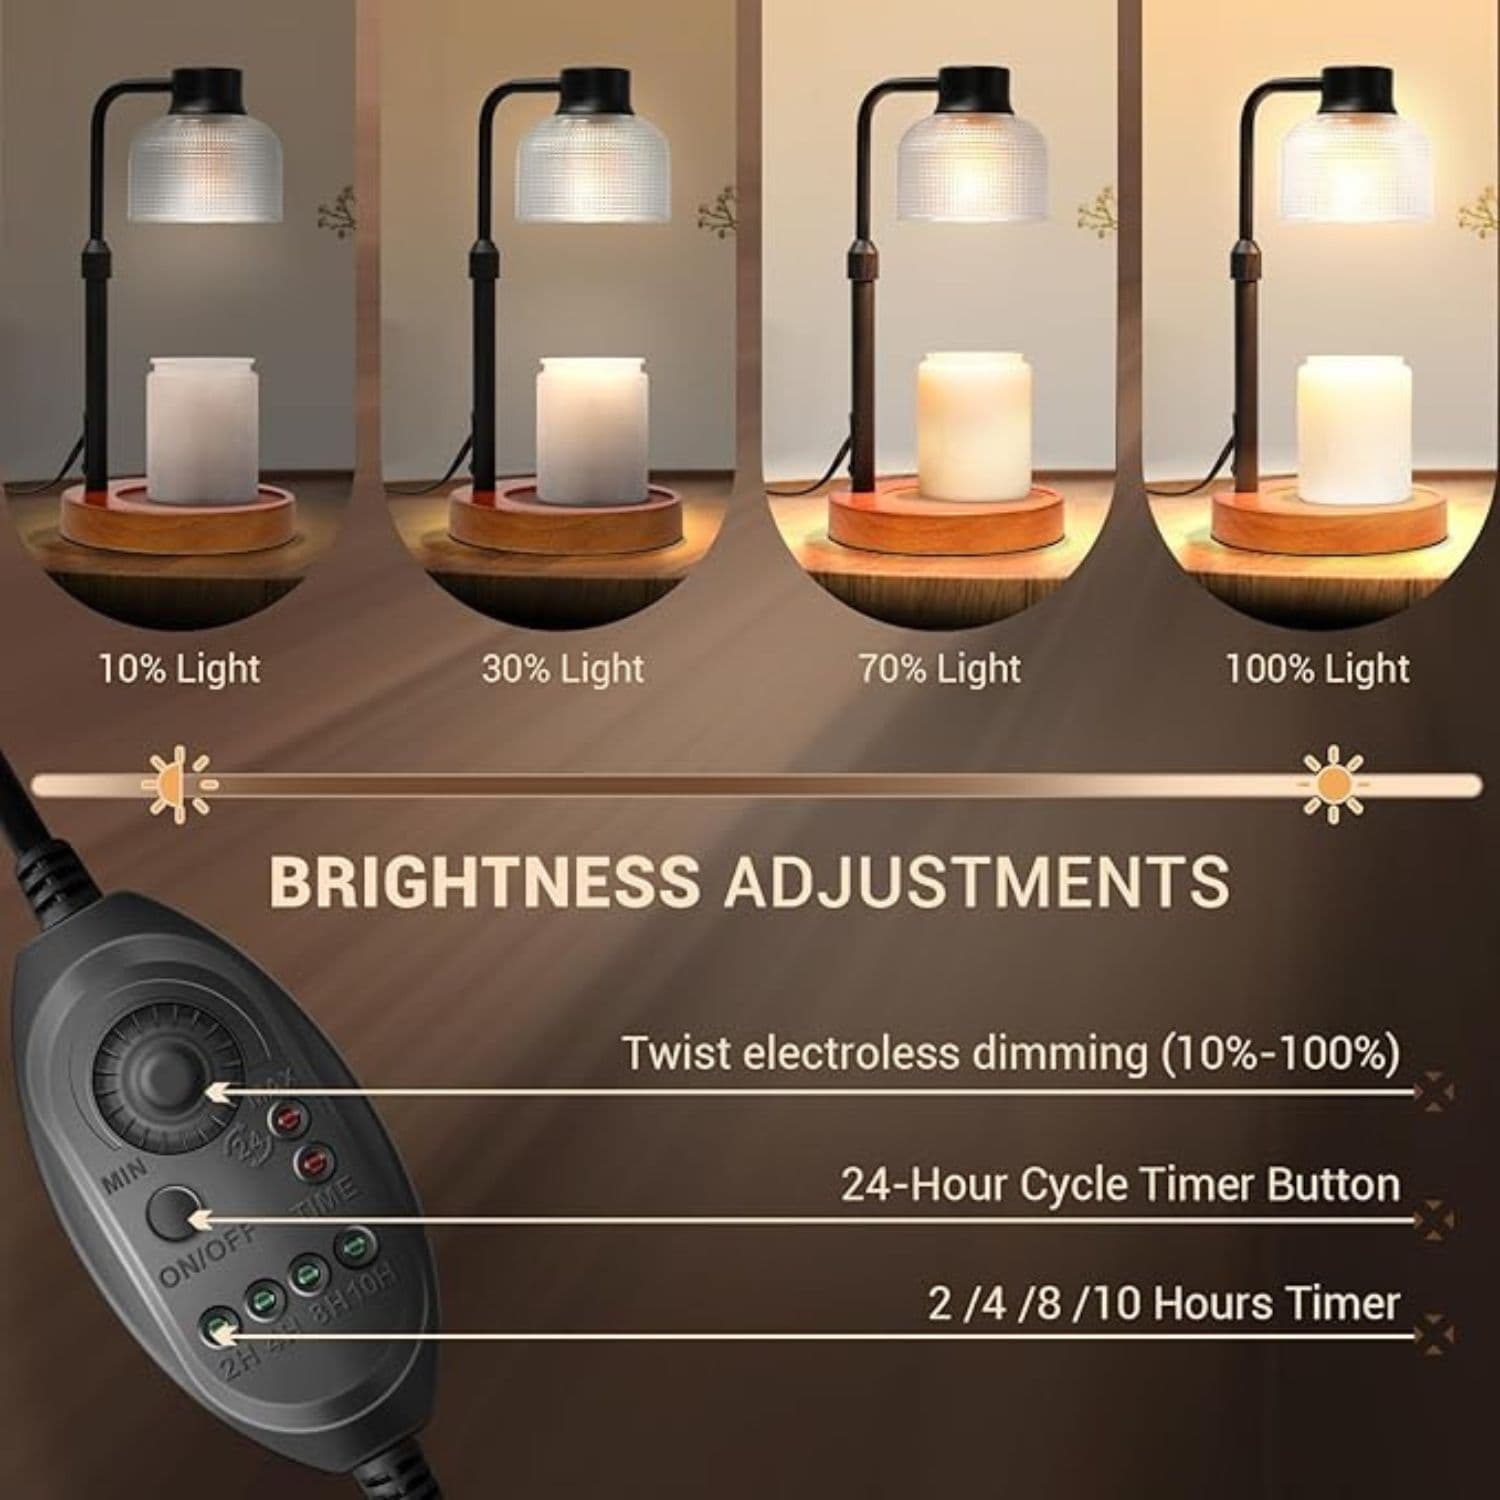 10% Light
30% Light
70% Light
100% Light
BRIGHTNESS ADJUSTMENTS
Twist electroless dimming (10%-100%)
MAX
24
MIN
TIME
24-Hour Cycle Timer Button
ON/OFF
2H 4H 8H 10H
2 /4 /8 /10 Hours Timer